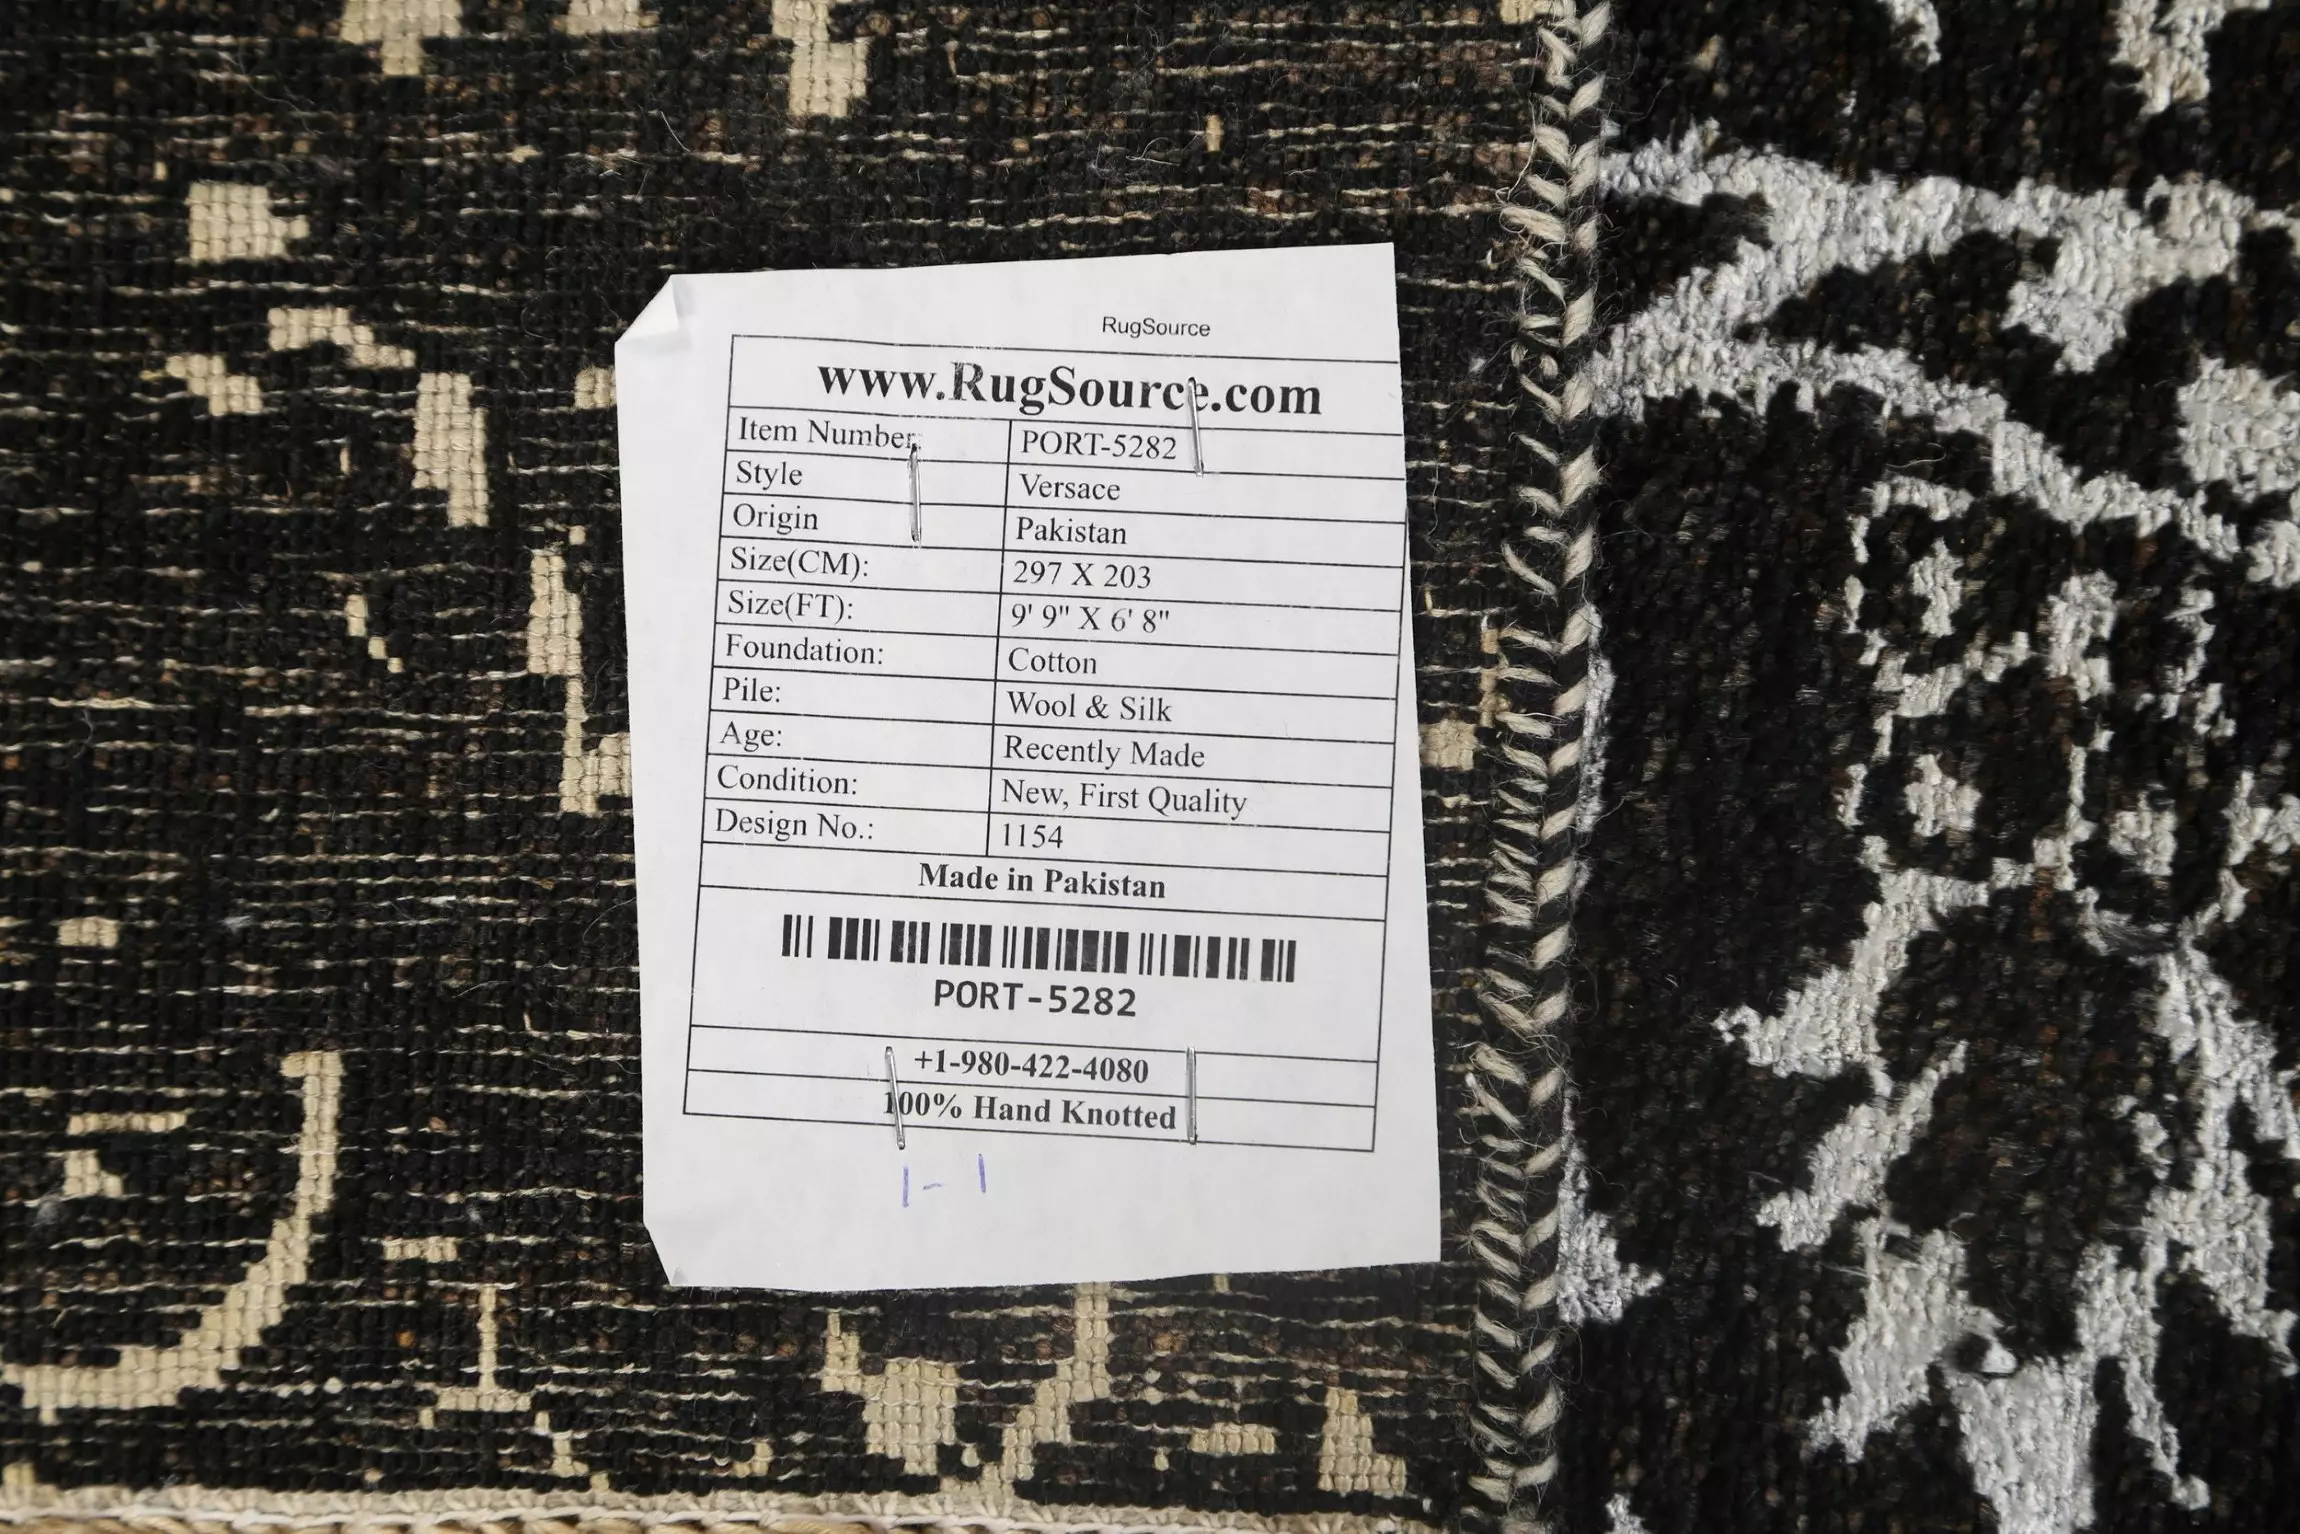 RugSource
www.RugSource.com
Item Number: PORT-5282
Style Versace
Origin Pakistan
Size(CM): 297 X 203
Size(FT): 9' 9" X 6' 8"
Foundation: Cotton
Pile: Wool & Silk
Age: Recently Made
Condition: New, First Quality
Design No.: 1154
Made in Pakistan
PORT-5282
+1-980-422-4080
100% Hand Knotted
1-1